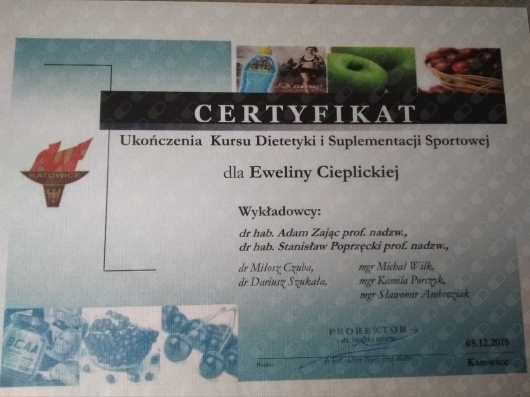 CERTYFIKAT
Ukończenia Kursu Dietetyki i Suplementacji Sportowej
dla Eweliny Cieplickiej
AWF
KATOWICE
Wykładowcy:
dr hab. Adam Zając prof. nadzw.,
dr hab. Stanisław Poprzęcki prof. nadzw.,
dr Miłosz Czuba,
dr Dariusz Szukała,
mgr Michał Wilk,
mgr Kamila Porczyk,
mgr Sławomir Ambroziak
BCAA
PROREKTOR
05.12.2010
Katowice